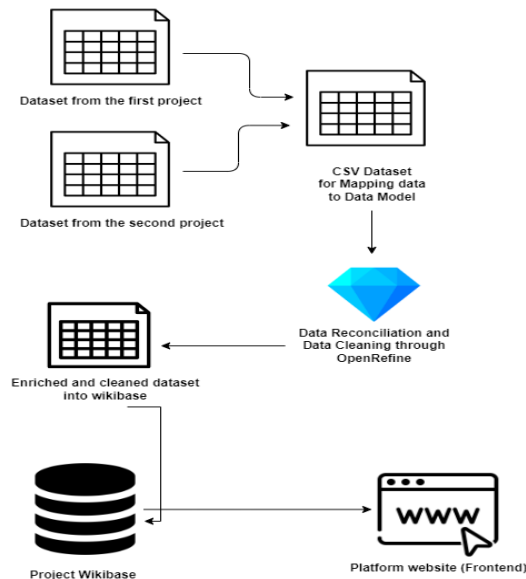 Dataset from the first project
Dataset from the second project
CSV Dataset
for Mapping data
to Data Model
Data Reconciliation and
Data Cleaning through
OpenRefine
Enriched and cleaned dataset
into wikibase
WWW
Project Wikibase
Platform website (Frontend)